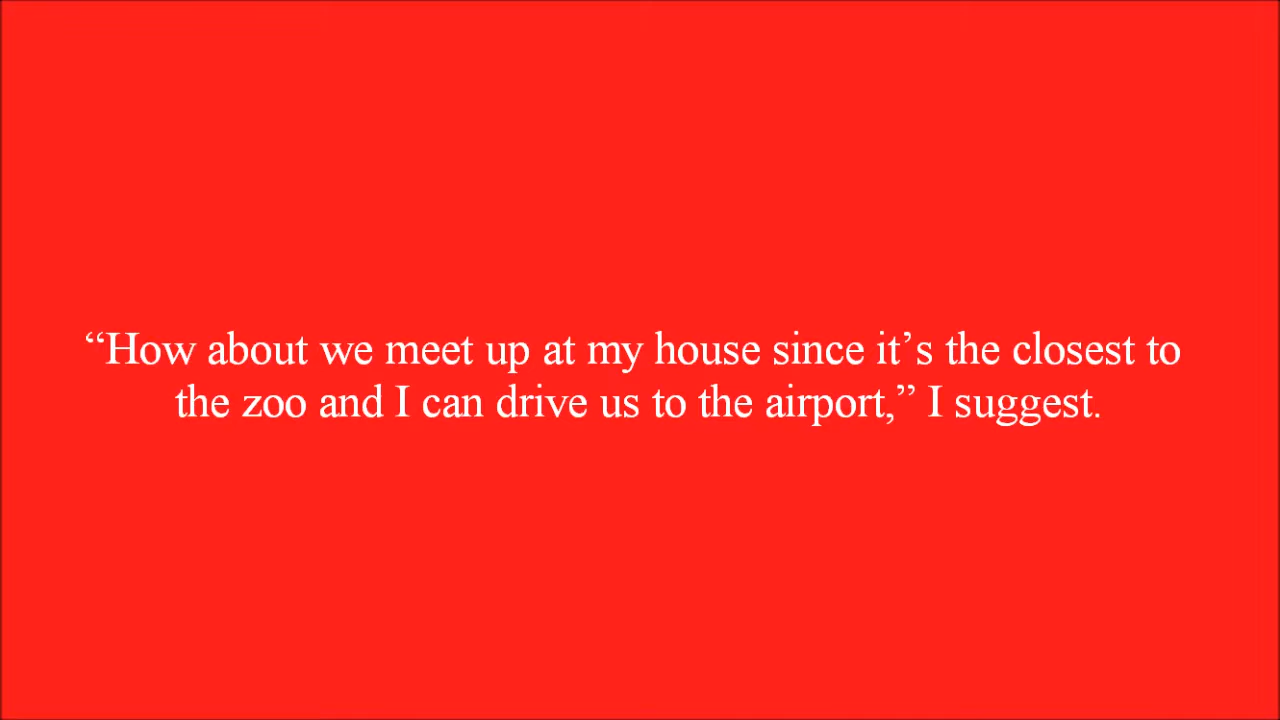 “How about we meet up at my house since it’s the closest to
the zoo and I can drive us to the airport,” I suggest.